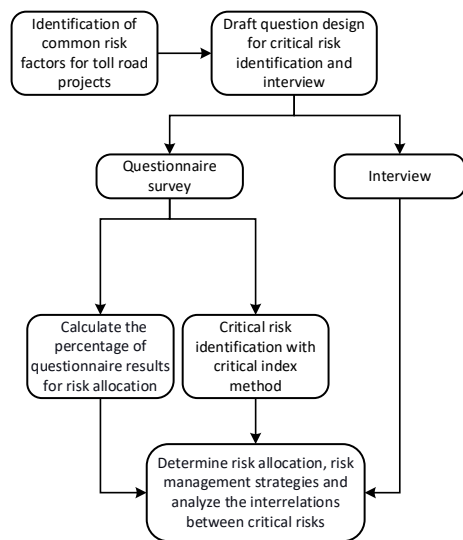 Identification of
common risk
factors for toll road
projects
Draft question design
for critical risk
identification and
interview
Questionnaire
survey
Interview
Calculate the
percentage of
questionnaire results
for risk allocation
Critical risk
identification with
critical index
method
Determine risk allocation, risk
management strategies and
analyze the interrelations
between critical risks